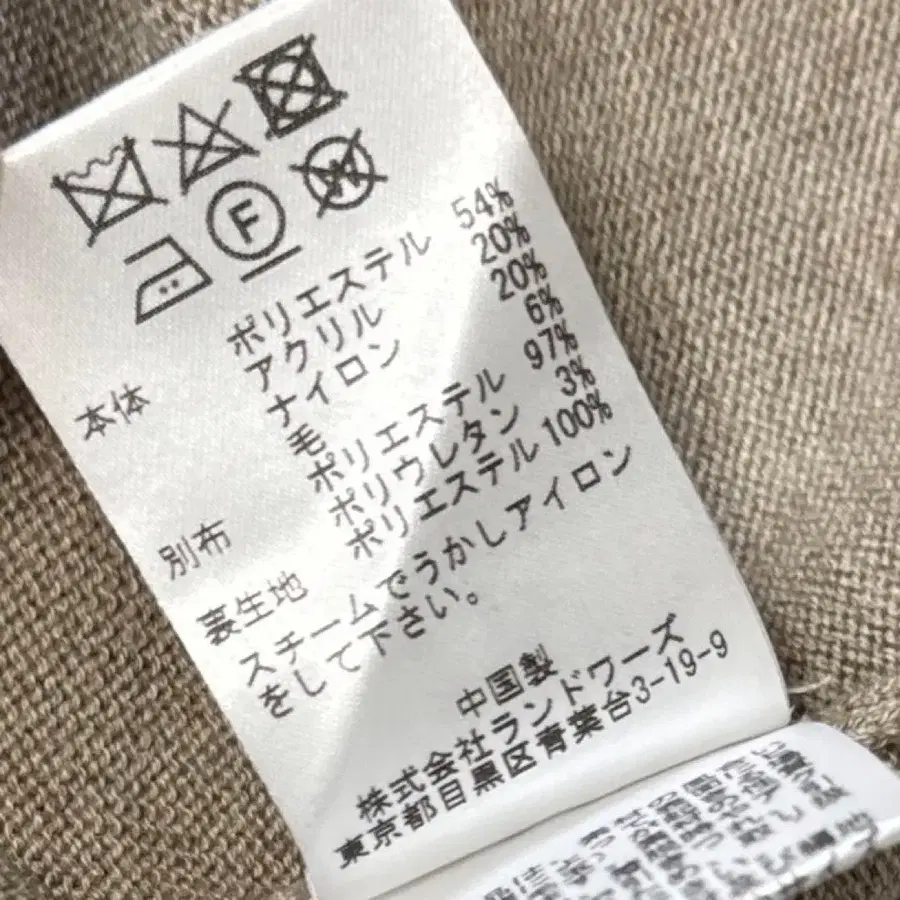 F
W
本体 ポリエステル 54%
アクリル 20%
ナイロン 20%
毛 6%
別布 ポリエステル 97%
ポリウレタン 3%
裏生地 ポリエステル 100%
スチームでうかしアイロン
をして下さい。
中国製
株式会社ランドワーズ
東京都目黒区青葉台3-19-9